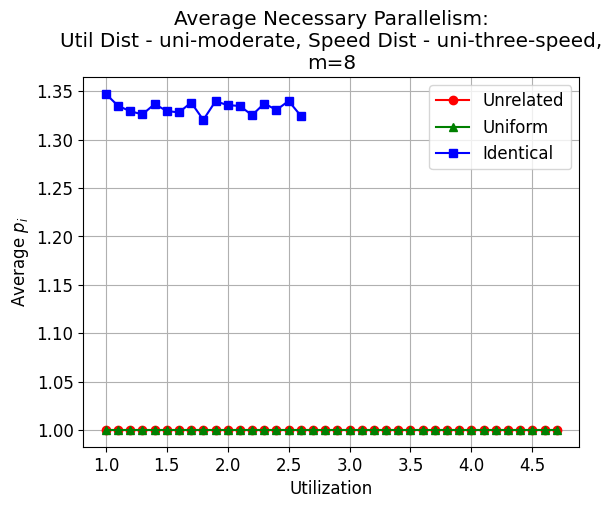 Average Necessary Parallelism:
Util Dist - uni-moderate, Speed Dist - uni-three-speed,
m=8
1.35
1.30
1.25
1.20
1.15
1.10
1.05
1.00
Average p_i
Unrelated
Uniform
Identical
1.0 1.5 2.0 2.5 3.0 3.5 4.0 4.5
Utilization